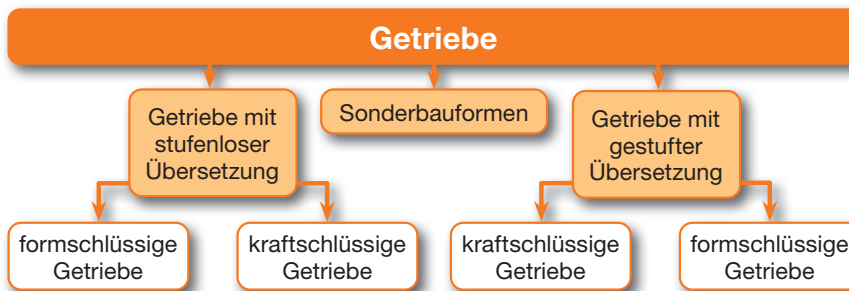 Getriebe
Getriebe mit
stufenloser
Übersetzung
Sonderbauformen
Getriebe mit
gestufter
Übersetzung
formschlüssige
Getriebe
kraftschlüssige
Getriebe
kraftschlüssige
Getriebe
formschlüssige
Getriebe